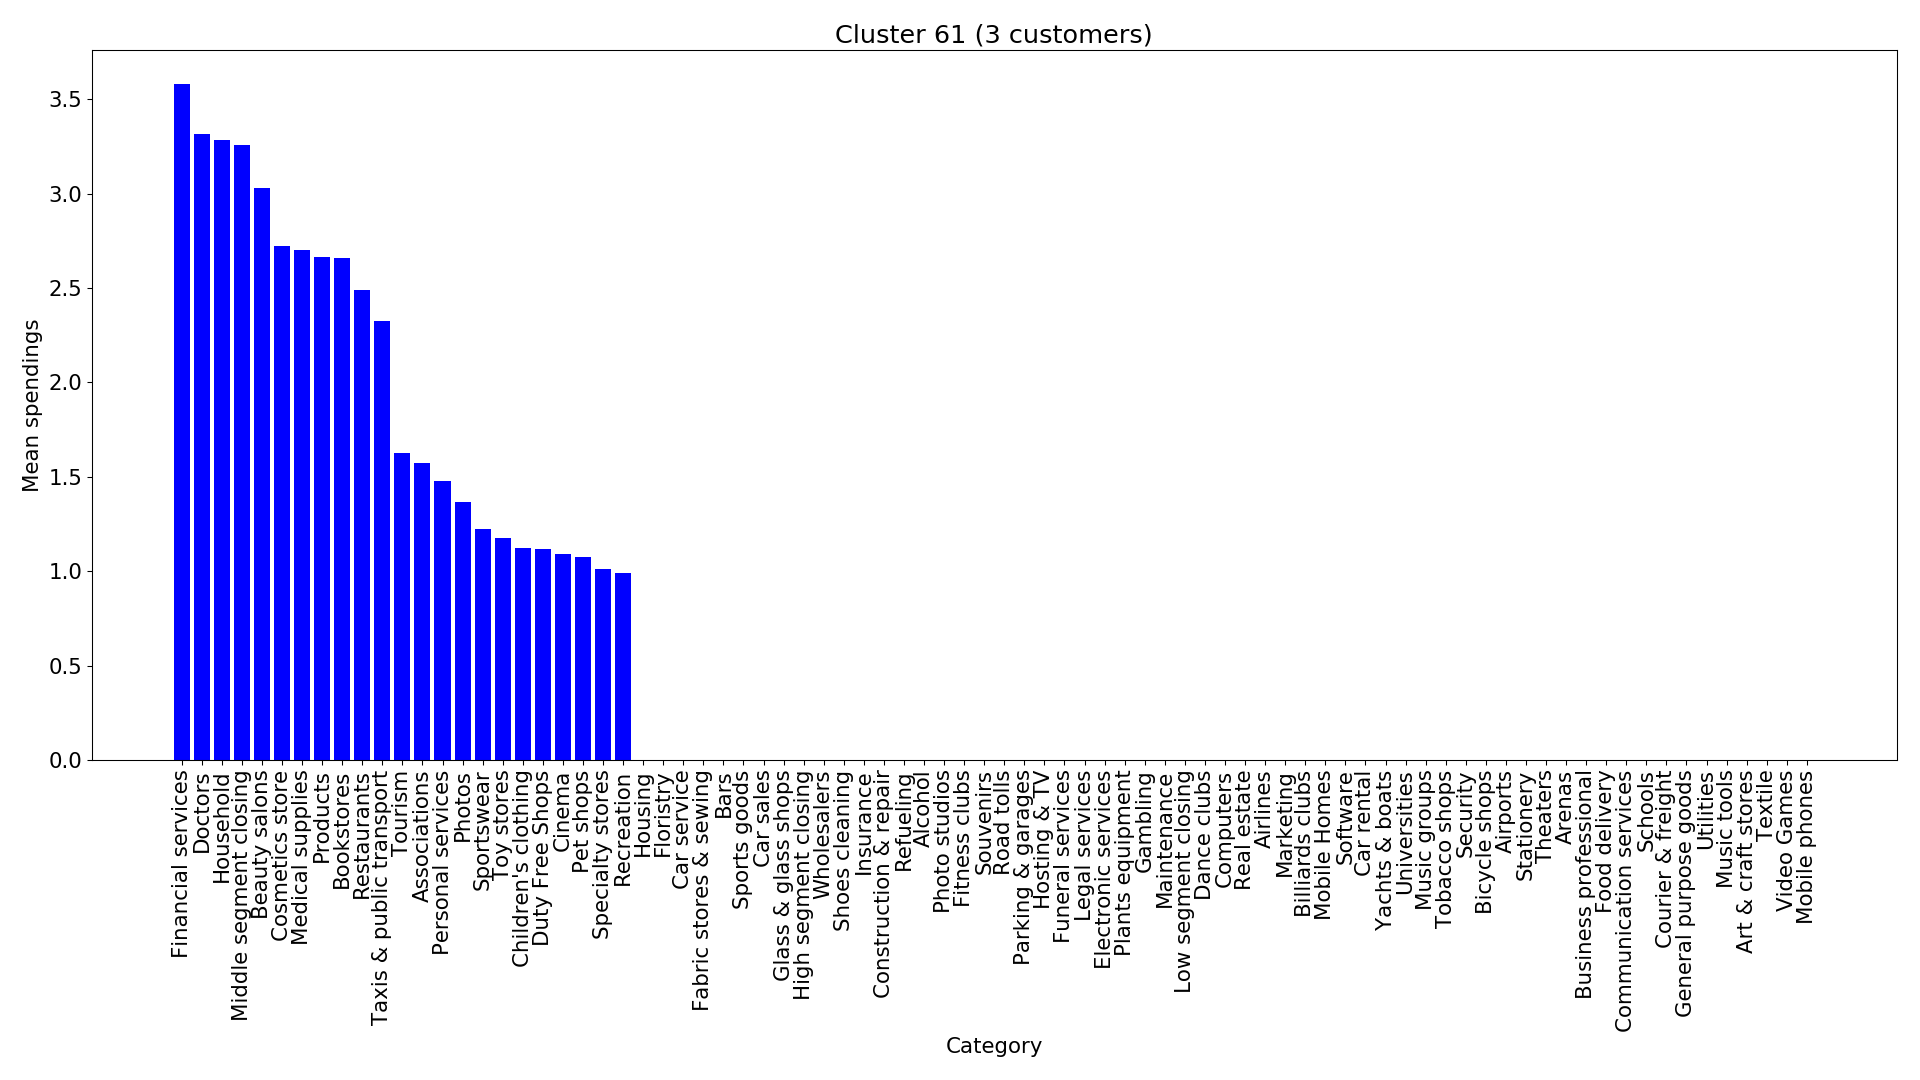 Cluster 61 (3 customers)
Mean spendings
3.5
3.0
2.5
2.0
1.5
1.0
0.5
0.0
Financial services
Doctors
Household
Middle segment closing
Beauty salons
Cosmetics store
Medical supplies
Products
Bookstores
Restaurants
Taxis & public transport
Tourism
Associations
Personal services
Photos
Sportswear
Toy stores
Children's clothing
Duty Free Shops
Cinema
Pet shops
Specialty stores
Recreation
Housing
Floristry
Car service
Fabric stores & sewing
Bars
Sports goods
Car sales
Glass & glass shops
High segment closing
Wholesalers
Shoes cleaning
Insurance
Construction & repair
Refueling
Alcohol
Photo studios
Fitness clubs
Souvenirs
Road tolls
Parking & garages
Hosting & TV
Funeral services
Legal services
Electronic services
Plants equipment
Gambling
Maintenance
Low segment closing
Dance clubs
Computers
Real estate
Airlines
Marketing
Billiards clubs
Mobile Homes
Software
Car rental
Yachts & boats
Universities
Music groups
Tobacco shops
Security
Bicycle shops
Airports
Stationery
Theaters
Arenas
Business professional
Food delivery
Communication services
Schools
Courier & freight
General purpose goods
Utilities
Music tools
Art & craft stores
Textile
Video Games
Mobile phones
Category